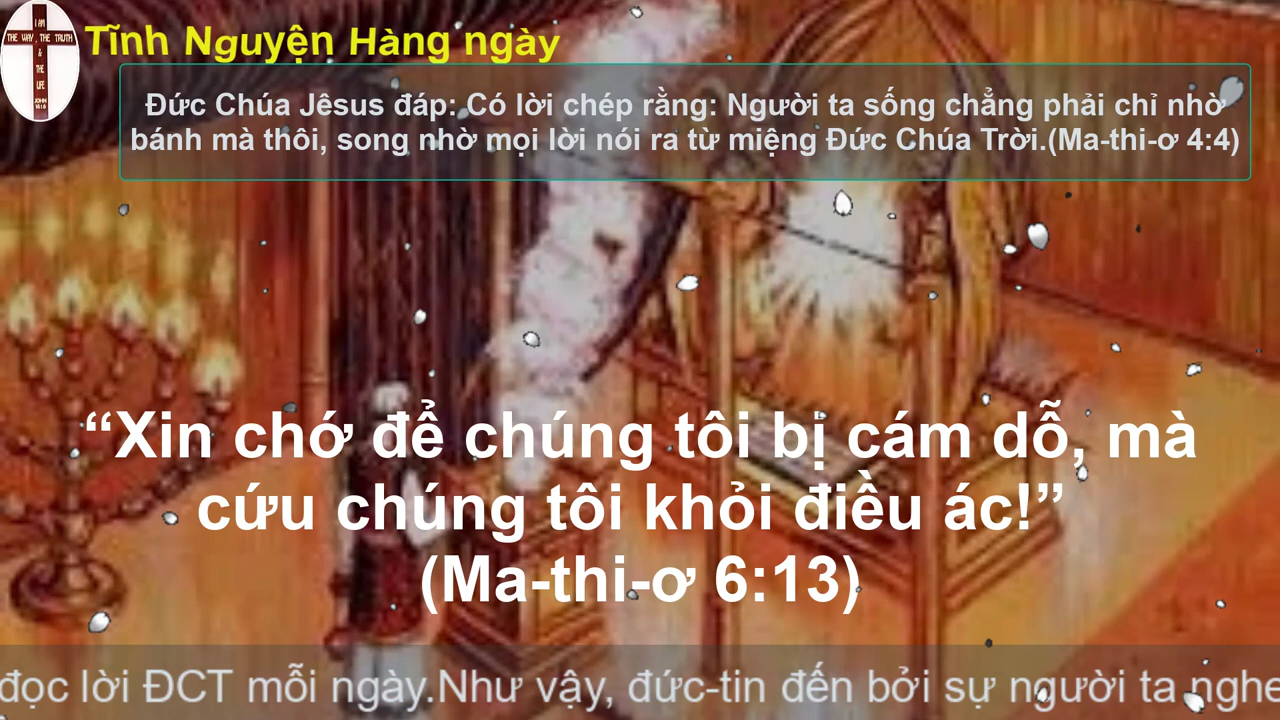 I AM
THE WAY, THE TRUTH
&
THE
LIFE
JOHN
14:6
Tĩnh Nguyện Hàng ngày
Đức Chúa Jêsus đáp: Có lời chép rằng: Người ta sống chẳng phải chỉ nhờ
bánh mà thôi, song nhờ mọi lời nói ra từ miệng Đức Chúa Trời.(Ma-thi-ơ 4:4)
“Xin chớ để chúng tôi bị cám dỗ, mà
cứu chúng tôi khỏi điều ác!”
(Ma-thi-ơ 6:13)
đọc lời ĐCT mỗi ngày.Như vậy, đức-tin đến bởi sự người ta nghe